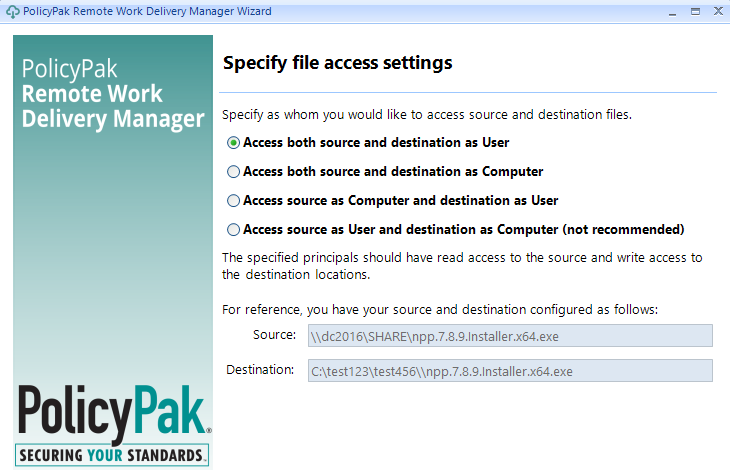 PolicyPak Remote Work Delivery Manager Wizard
PolicyPak
Remote Work
Delivery Manager
Specify file access settings
Specify as whom you would like to access source and destination files.
Access both source and destination as User
Access both source and destination as Computer
Access source as Computer and destination as User
Access source as User and destination as Computer (not recommended)
The specified principals should have read access to the source and write access to
the destination locations.
For reference, you have your source and destination configured as follows:
Source: \\dc2016\SHARE\npp.7.8.9.Installer.x64.exe
Destination: C:\test123\test456\\npp.7.8.9.Installer.x64.exe
PolicyPak®
SECURING YOUR STANDARDS.